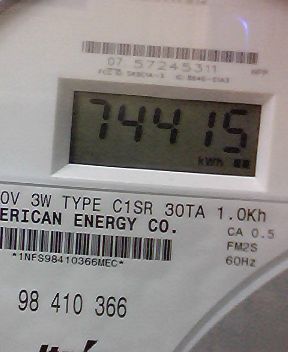 07 57245311
74415
kWh
0V 3W TYPE C1SR 30TA 1.0Kh
ERICAN ENERGY CO.
CA 0.5
FM2S
*1NFS98410366MEC*
60Hz
98 410 366